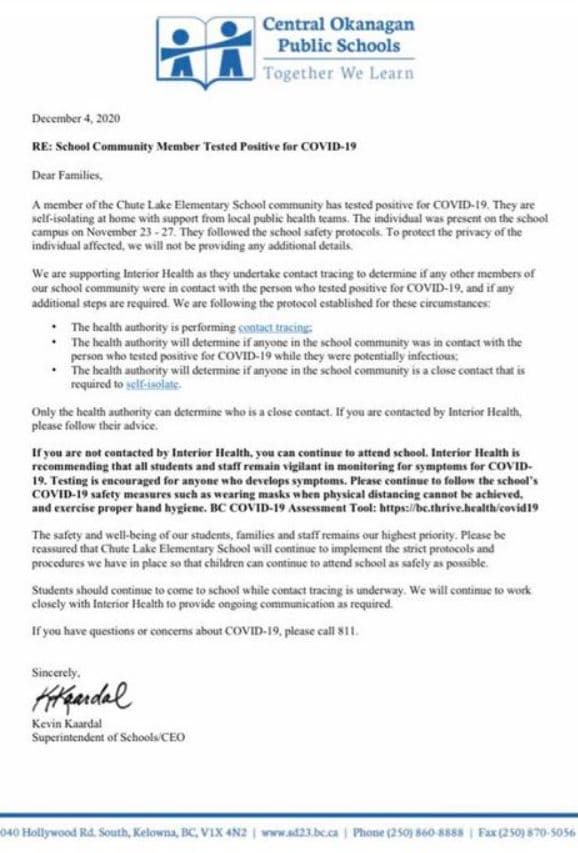 Central Okanagan
Public Schools
Together We Learn
December 4, 2020
RE: School Community Member Tested Positive for COVID-19
Dear Families,
A member of the Chute Lake Elementary School community has tested positive for COVID-19. They are
self-isolating at home with support from local public health teams. The individual was present on the school
campus on November 23 - 27. They followed the school safety protocols. To protect the privacy of the
individual affected, we will not be providing any additional details.
We are supporting Interior Health as they undertake contact tracing to determine if any other members of
our school community were in contact with the person who tested positive for COVID-19, and if any
additional steps are required. We are following the protocol established for these circumstances:
• The health authority is performing contact tracing;
• The health authority will determine if anyone in the school community was in contact with the
person who tested positive for COVID-19 while they were potentially infectious;
• The health authority will determine if anyone in the school community is a close contact that is
required to self-isolate.
Only the health authority can determine who is a close contact. If you are contacted by Interior Health,
please follow their advice.
If you are not contacted by Interior Health, you can continue to attend school. Interior Health is
recommending that all students and staff remain vigilant in monitoring for symptoms for COVID-
19. Testing is encouraged for anyone who develops symptoms. Please continue to follow the school's
COVID-19 safety measures such as wearing masks when physical distancing cannot be achieved,
and exercise proper hand hygiene. BC COVID-19 Assessment Tool: https://bc.thrive.health/covid19
The safety and well-being of our students, families and staff remains our highest priority. Please be
reassured that Chute Lake Elementary School will continue to implement the strict protocols and
procedures we have in place so that children can continue to attend school as safely as possible.
Students should continue to come to school while contact tracing is underway. We will continue to work
closely with Interior Health to provide ongoing communication as required.
If you have questions or concerns about COVID-19, please call 811.
Sincerely,
KKaardal
Kevin Kaardal
Superintendent of Schools/CEO
040 Hollywood Rd. South, Kelowna, BC, V1X 4N2 | www.sd23.bc.ca | Phone (250) 860-8888 | Fax (250) 870-5056